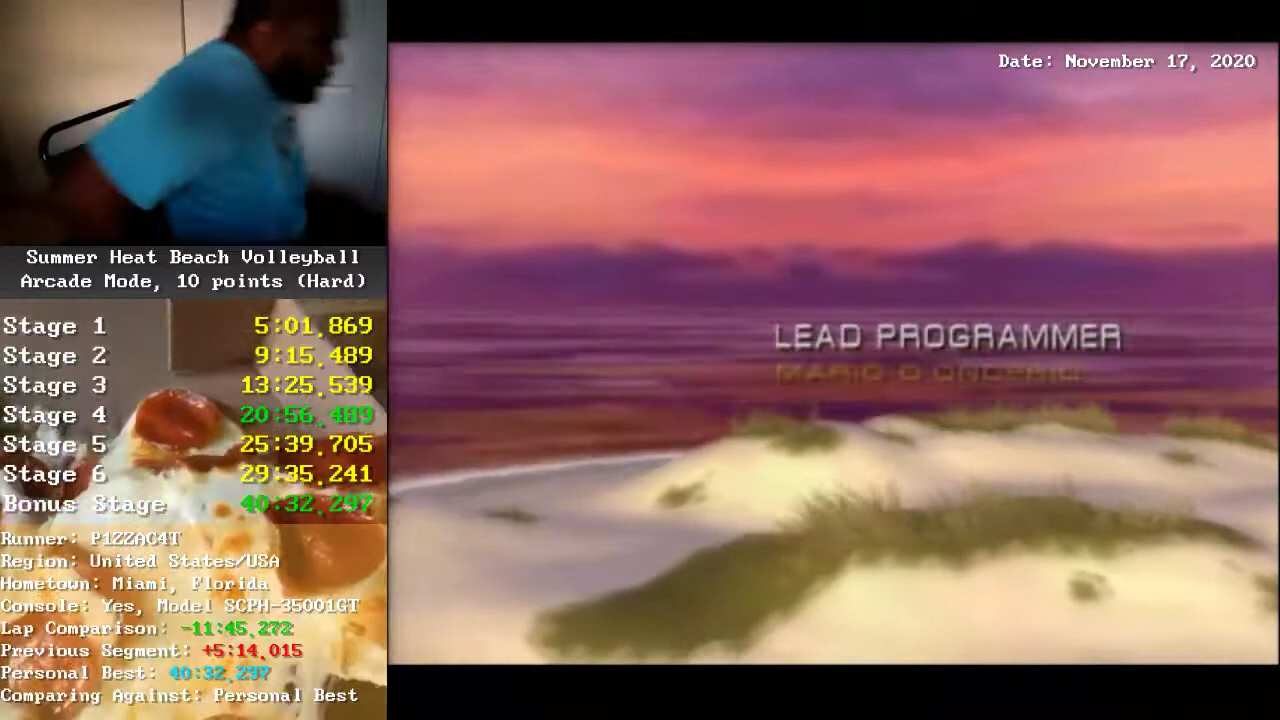 Date: November 17, 2020
Summer Heat Beach Volleyball
Arcade Mode, 10 points (Hard)
Stage 1 5:01.869
Stage 2 9:15.489
Stage 3 13:25.539
Stage 4 20:56.489
Stage 5 25:39.705
Stage 6 29:35.241
Bonus Stage 40:32.297
Runner: P1ZZAC4T
Region: United States/USA
Hometown: Miami, Florida
Console: Yes, Model SCPH-35001GT
Lap Comparison: -11:45.272
Previous Segment: +5:14.015
Personal Best: 40:32.297
Comparing Against: Personal Best
LEAD PROGRAMMER